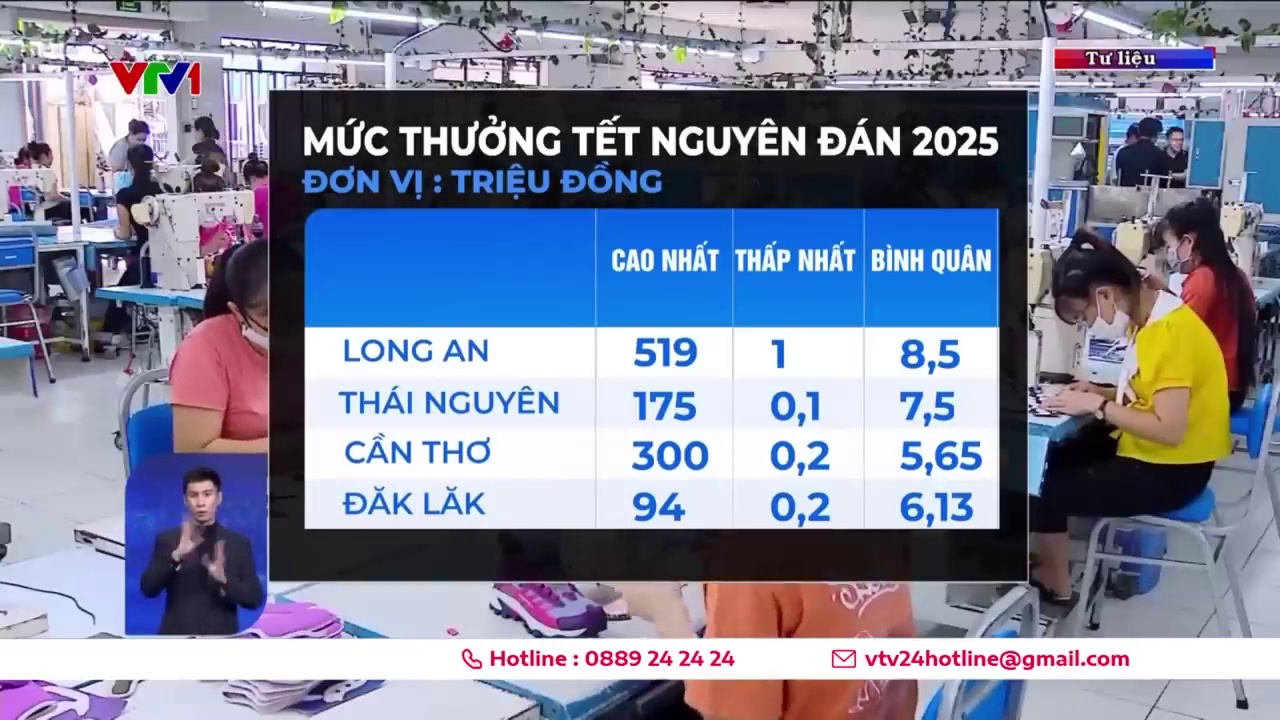 VTV1
Tư liệu
MỨC THƯỞNG TẾT NGUYÊN ĐÁN 2025
ĐƠN VỊ : TRIỆU ĐỒNG
CAO NHẤT THẤP NHẤT BÌNH QUÂN
LONG AN 519 1 8,5
THÁI NGUYÊN 175 0,1 7,5
CẦN THƠ 300 0,2 5,65
ĐĂK LĂK 94 0,2 6,13
Hotline : 0889 24 24 24 vtv24hotline@gmail.com